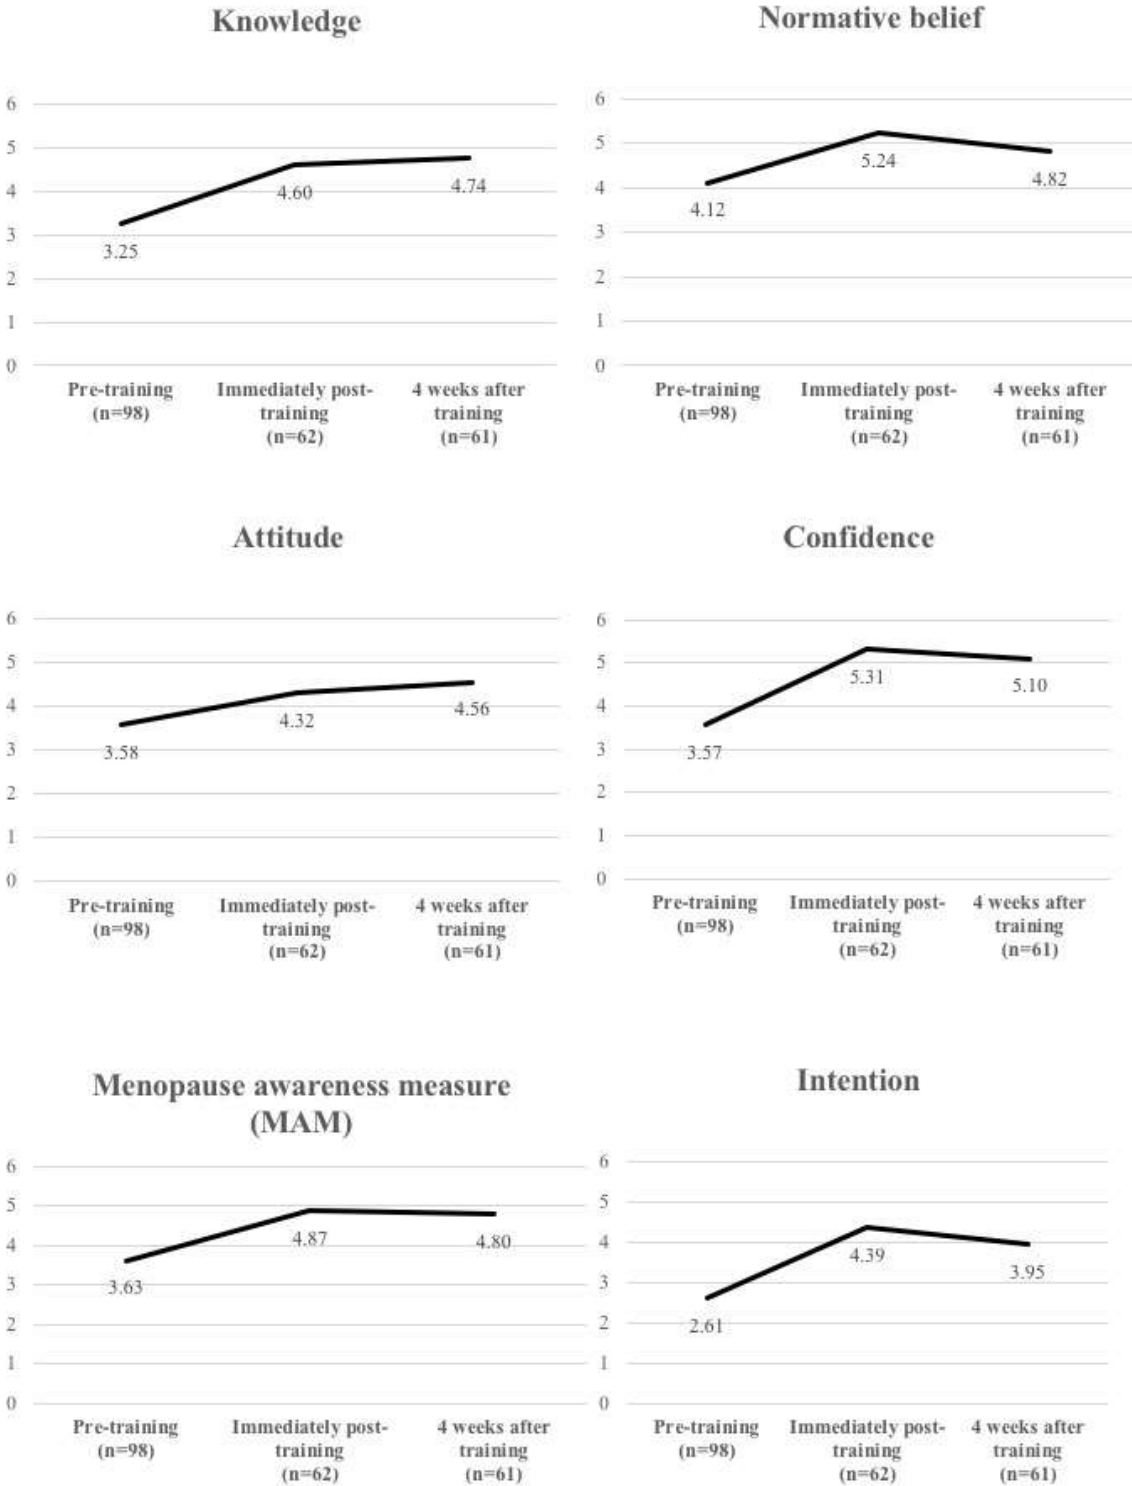 Knowledge
6
5
4
3
2
1
0
3.25
4.60
4.74
Pre-training
(n=98)
Immediately post-
training
(n=62)
4 weeks after
training
(n=61)
Normative belief
6
5
4
3
2
1
0
4.12
5.24
4.82
Pre-training
(n=98)
Immediately post-
training
(n=62)
4 weeks after
training
(n=61)
Attitude
6
5
4
3
2
1
0
3.58
4.32
4.56
Pre-training
(n=98)
Immediately post-
training
(n=62)
4 weeks after
training
(n=61)
Confidence
6
5
4
3
2
1
0
3.57
5.31
5.10
Pre-training
(n=98)
Immediately post-
training
(n=62)
4 weeks after
training
(n=61)
Menopause awareness measure
(MAM)
6
5
4
3
2
1
0
3.63
4.87
4.80
Pre-training
(n=98)
Immediately post-
training
(n=62)
4 weeks after
training
(n=61)
Intention
6
5
4
3
2
1
0
2.61
4.39
3.95
Pre-training
(n=98)
Immediately post-
training
(n=62)
4 weeks after
training
(n=61)